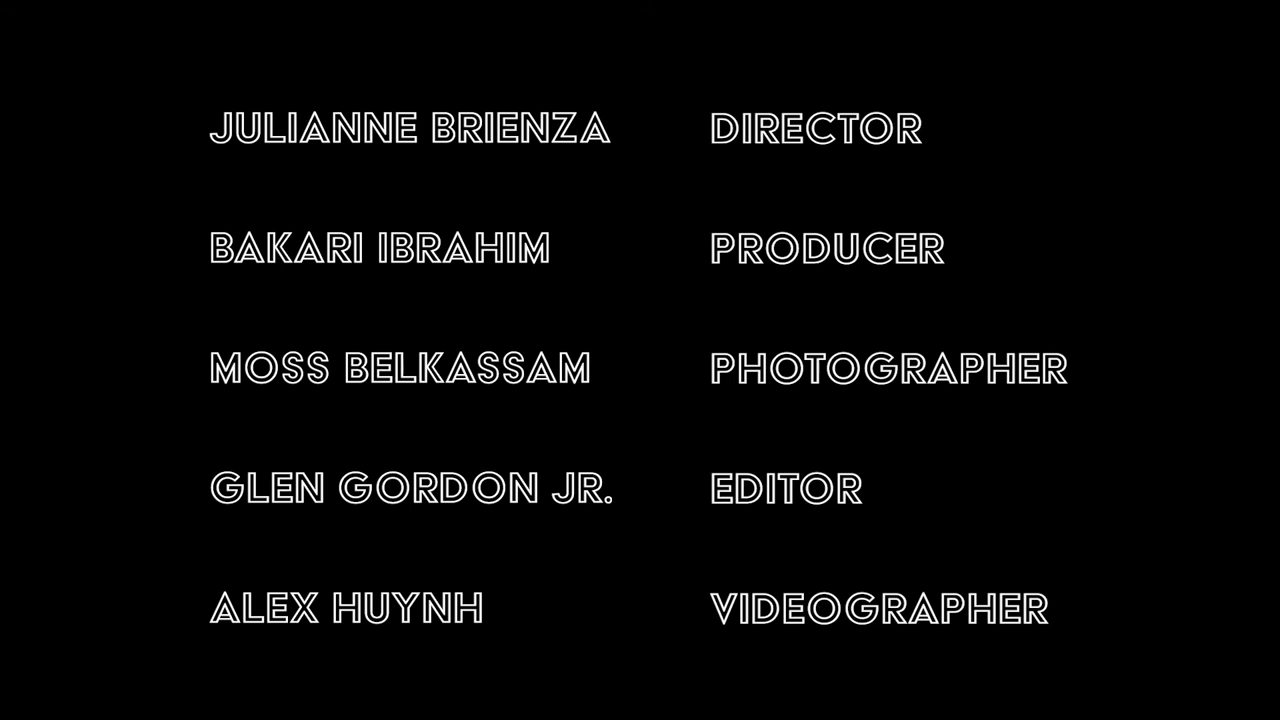 JULIANNE BRIENZA DIRECTOR
BAKARI IBRAHIM PRODUCER
MOSS BELKASSAM PHOTOGRAPHER
GLEN GORDON JR. EDITOR
ALEX HUYNH VIDEOGRAPHER